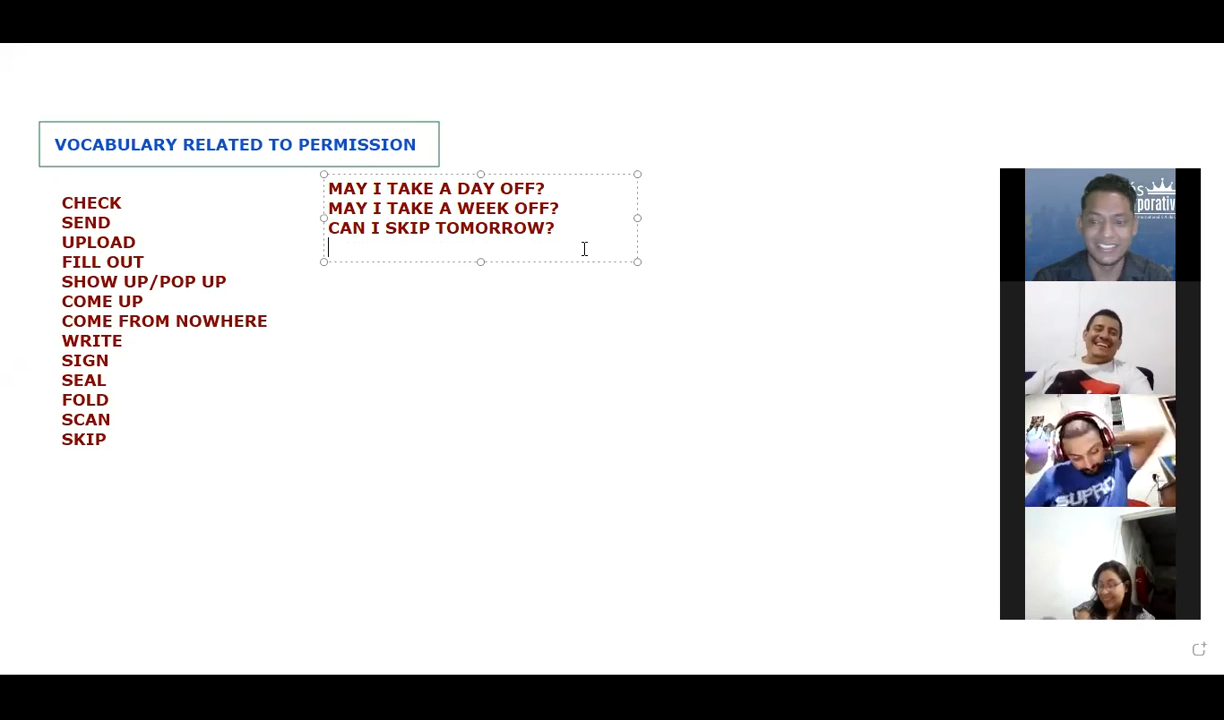 VOCABULARY RELATED TO PERMISSION
CHECK
SEND
UPLOAD
FILL OUT
SHOW UP/POP UP
COME UP
COME FROM NOWHERE
WRITE
SIGN
SEAL
FOLD
SCAN
SKIP
MAY I TAKE A DAY OFF?
MAY I TAKE A WEEK OFF?
CAN I SKIP TOMORROW?
SUPRO